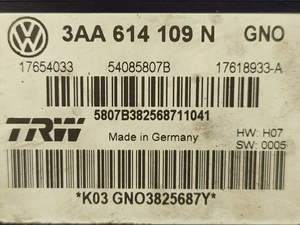 3AA 614 109 N GNO
17654033 54085807B 17618933-A
5807B382568711041
TRW Made in Germany HW: H07
SW: 0005
*K03 GNO3825687Y*